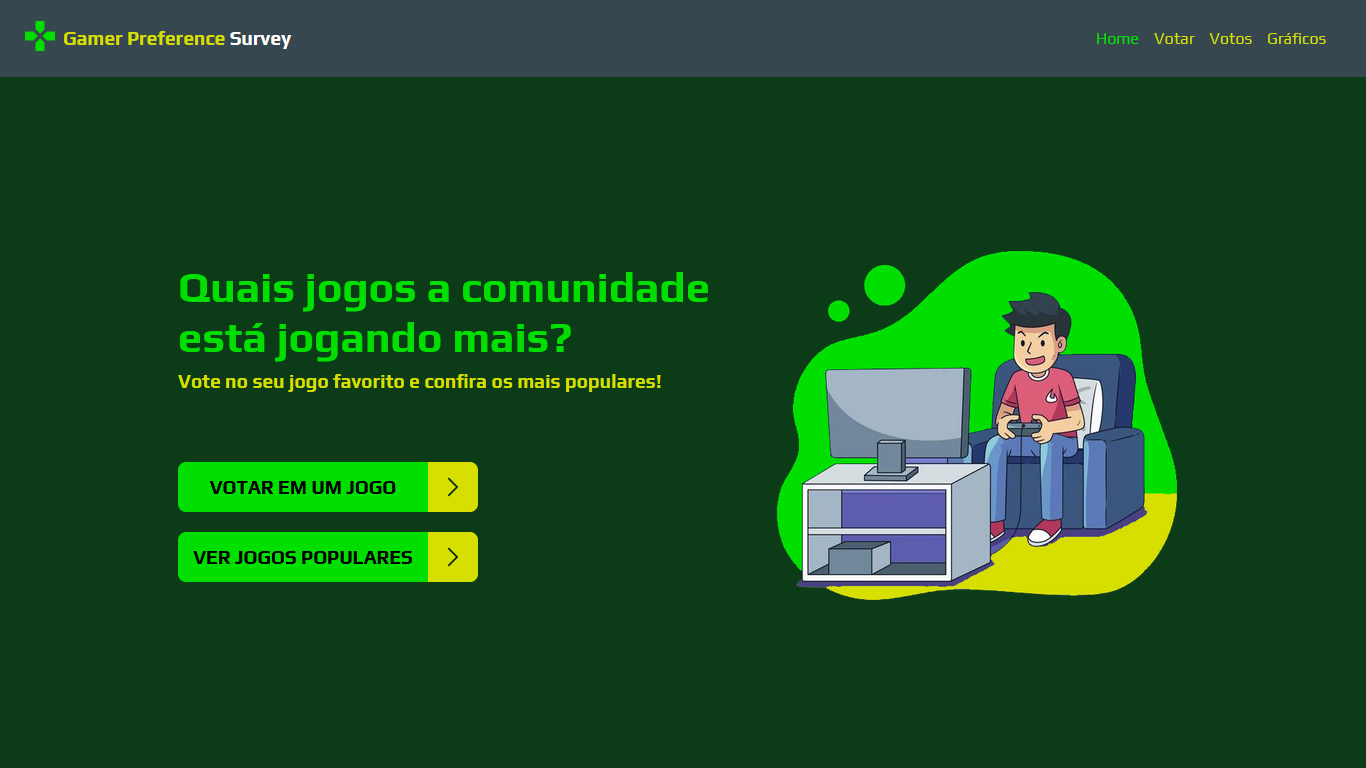 Gamer Preference Survey
Home Votar Votos Gráficos
Quais jogos a comunidade
está jogando mais?
Vote no seu jogo favorito e confira os mais populares!
VOTAR EM UM JOGO
VER JOGOS POPULARES